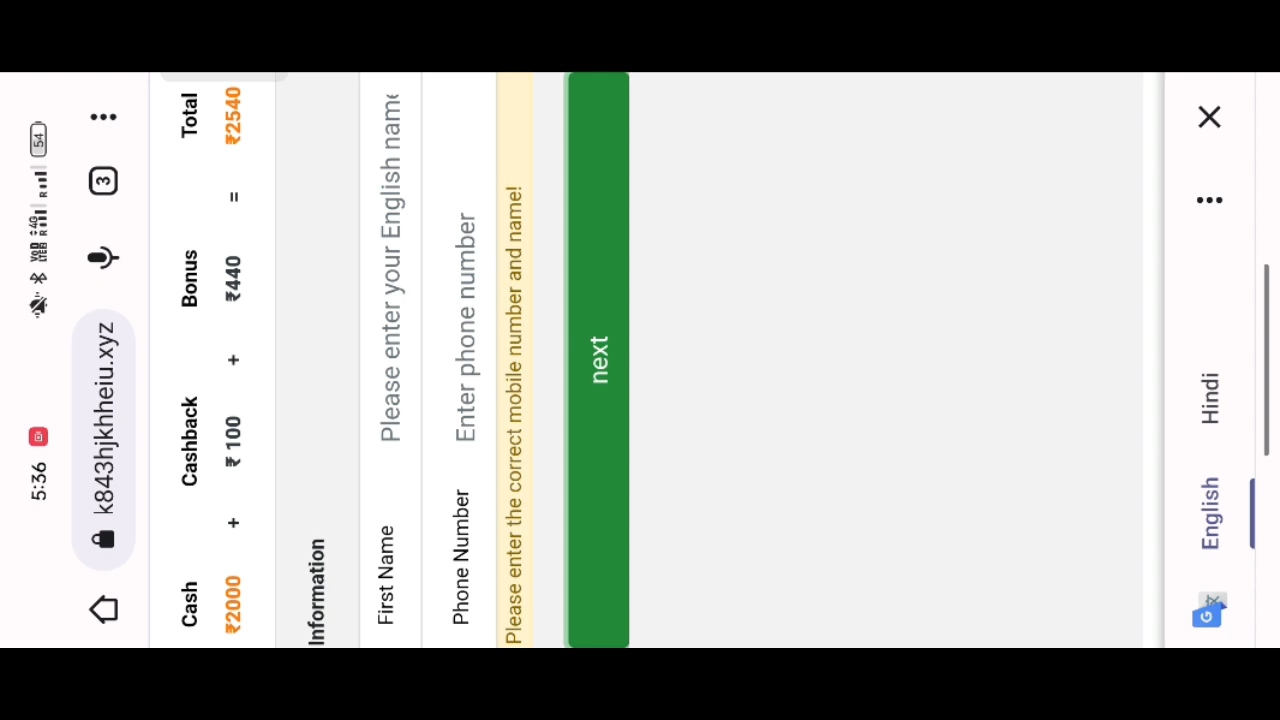 5:36
54
k843hjkhheiu.xyz
3
Cash + Cashback + Bonus = Total
₹2000 ₹ 100 ₹440 ₹2540
Information
First Name Please enter your English name
Phone Number Enter phone number
Please enter the correct mobile number and name!
next
English Hindi